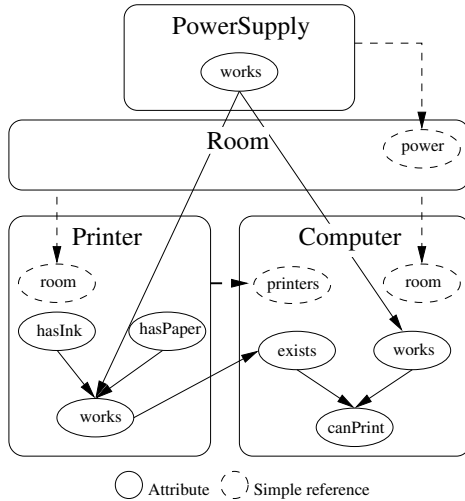 PowerSupply
works
Room
power
Printer
Computer
room
printers
room
hasInk
hasPaper
exists
works
works
canPrint
Attribute
Simple reference